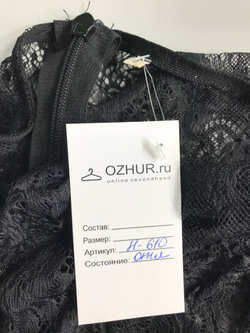 OZHUR.ru
online secondhand
Состав:
Размер:
Артикул: Н-610
Состояние: Отл